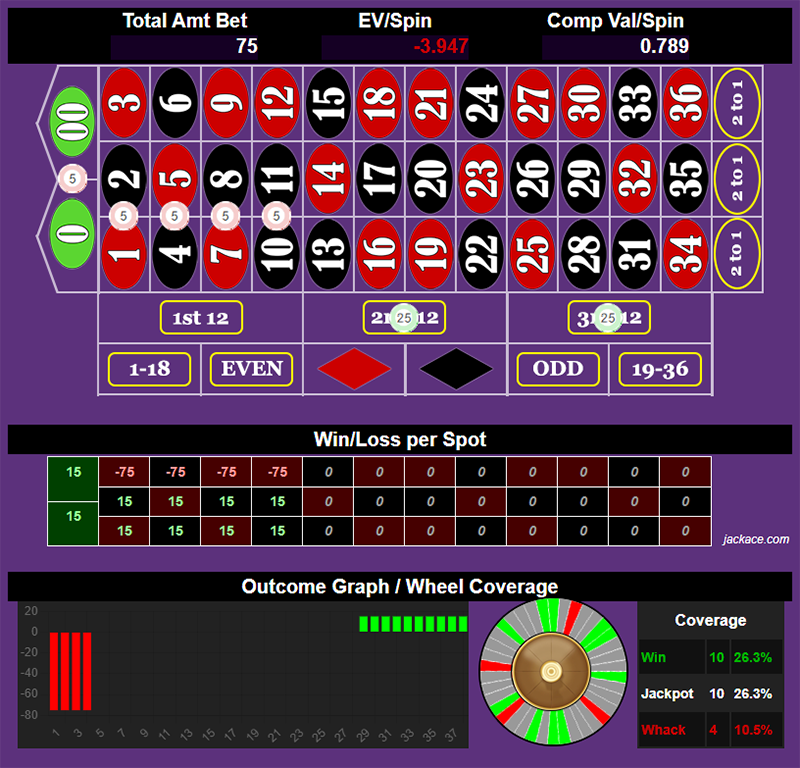 Total Amt Bet EV/Spin Comp Val/Spin
75 -3.947 0.789
00 3 6 9 12 15 18 21 24 27 30 33 36 2 to 1
5 2 5 8 11 14 17 20 23 26 29 32 35 2 to 1
5 5 5 5
0 1 4 7 10 13 16 19 22 25 28 31 34 2 to 1
1st 12 2 25 12 3 25 12
1-18 EVEN ODD 19-36
Win/Loss per Spot
15 -75 -75 -75 -75 0 0 0 0 0 0 0 0
15 15 15 15 0 0 0 0 0 0 0 0
15 15 15 15 15 0 0 0 0 0 0 0 0
jackace.com
Outcome Graph / Wheel Coverage
20
0
-20
-40
-60
-80
1 3 5 7 9 11 13 15 17 19 21 23 25 27 29 31 33 35 37
Coverage
Win 10 26.3%
Jackpot 10 26.3%
Whack 4 10.5%